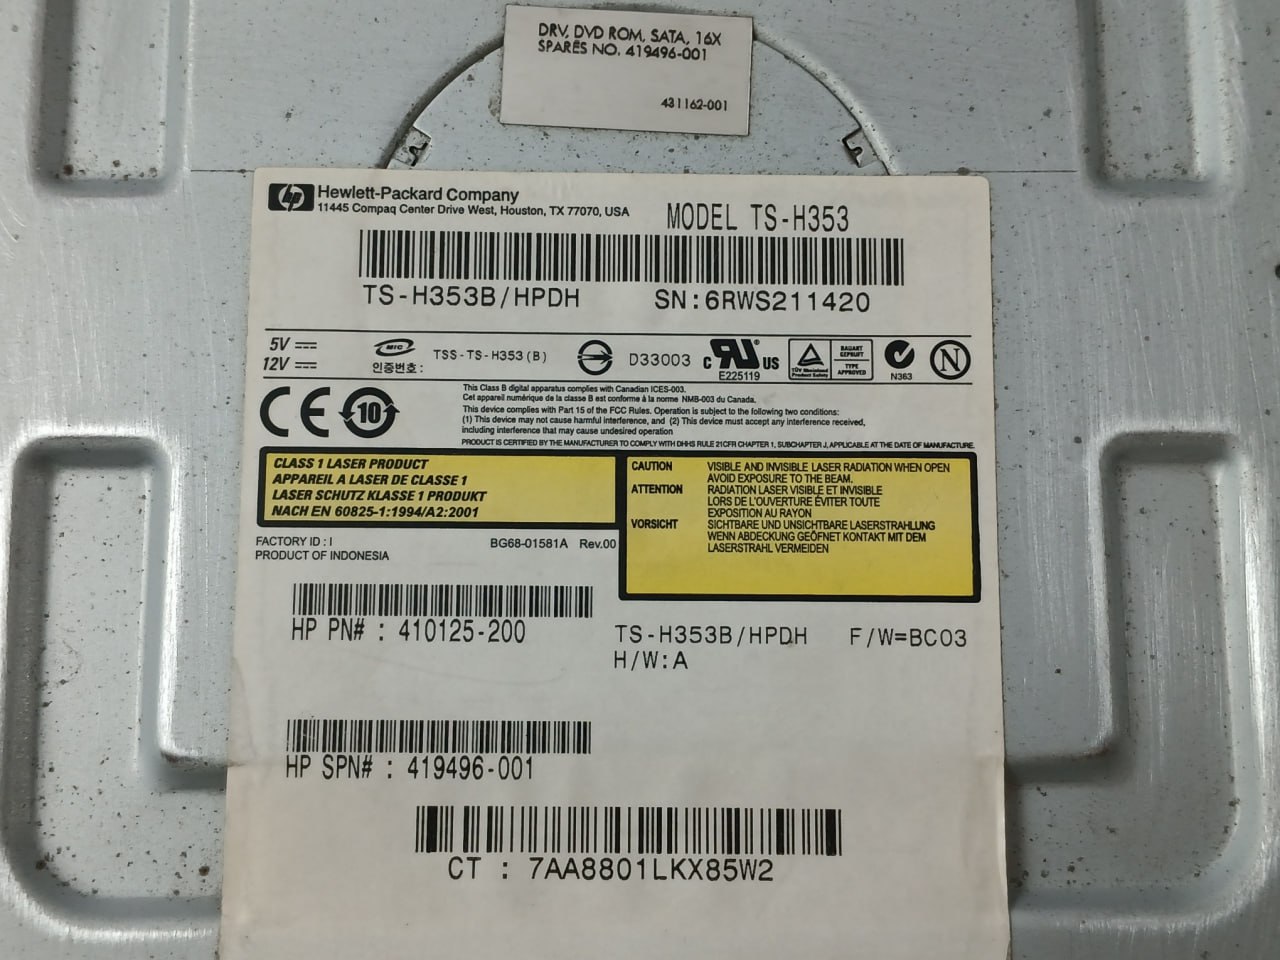 DRV, DVD ROM, SATA, 16X
SPARES NO. 419496-001
431162-001
hp Hewlett-Packard Company
11445 Compaq Center Drive West, Houston, TX 77070, USA
MODEL TS-H353
TS-H353B/HPDH SN:6RWS211420
5V
12V
MIC
인증번호 :
TSS-TS-H353(B)
D33003
c RU us
E225119
TÜV Rheinland
Product Safety
BAUART
GEPRUFT
TYPE
APPROVED
N363
N
CE
10
This Class B digital apparatus complies with Canadian ICES-003.
Cet appareil numérique de la classe B est conforme à la norme NMB-003 du Canada.
This device complies with Part 15 of the FCC Rules. Operation is subject to the following two conditions:
(1) This device may not cause harmful interference, and (2) This device must accept any interference received,
including interference that may cause undesired operation
PRODUCT IS CERTIFIED BY THE MANUFACTURER TO COMPLY WITH DHHS RULE 21CFR CHAPTER 1, SUBCHAPTER J, APPLICABLE AT THE DATE OF MANUFACTURE.
CLASS 1 LASER PRODUCT
APPAREIL A LASER DE CLASSE 1
LASER SCHUTZ KLASSE 1 PRODUKT
NACH EN 60825-1:1994/A2:2001
CAUTION VISIBLE AND INVISIBLE LASER RADIATION WHEN OPEN
AVOID EXPOSURE TO THE BEAM.
ATTENTION RADIATION LASER VISIBLE ET INVISIBLE
LORS DE L'OUVERTURE ÉVITER TOUTE
EXPOSITION AU RAYON
VORSICHT SICHTBARE UND UNSICHTBARE LASERSTRAHLUNG
WENN ABDECKUNG GEÖFNET KONTAKT MIT DEM
LASERSTRAHL VERMEIDEN
FACTORY ID : I BG68-01581A Rev.00
PRODUCT OF INDONESIA
HP PN# : 410125-200
TS-H353B/HPDH F/W=BC03
H/W:A
HP SPN# : 419496-001
CT : 7AA8801LKX85W2